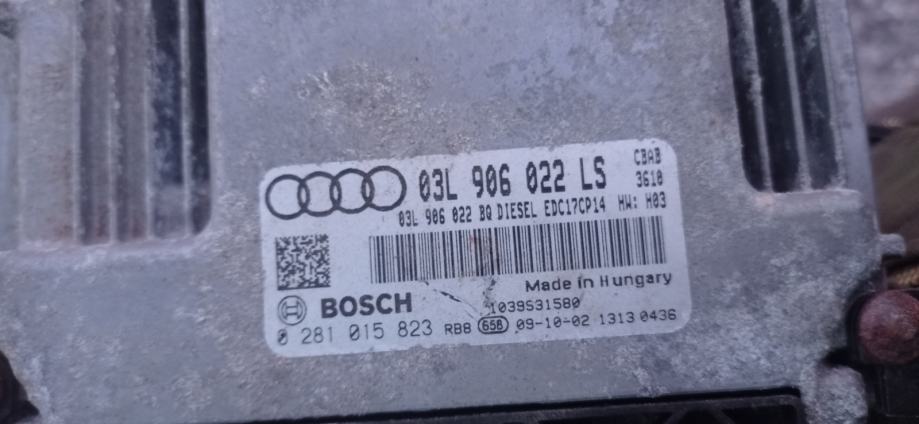 03L 906 022 LS
CBAB
3610
03L 906 022 BQ DIESEL EDC17CP14 HW: H03
Made in Hungary
BOSCH
1039S31580
0 281 015 823 RB8 658 09-10-02 1313 0436